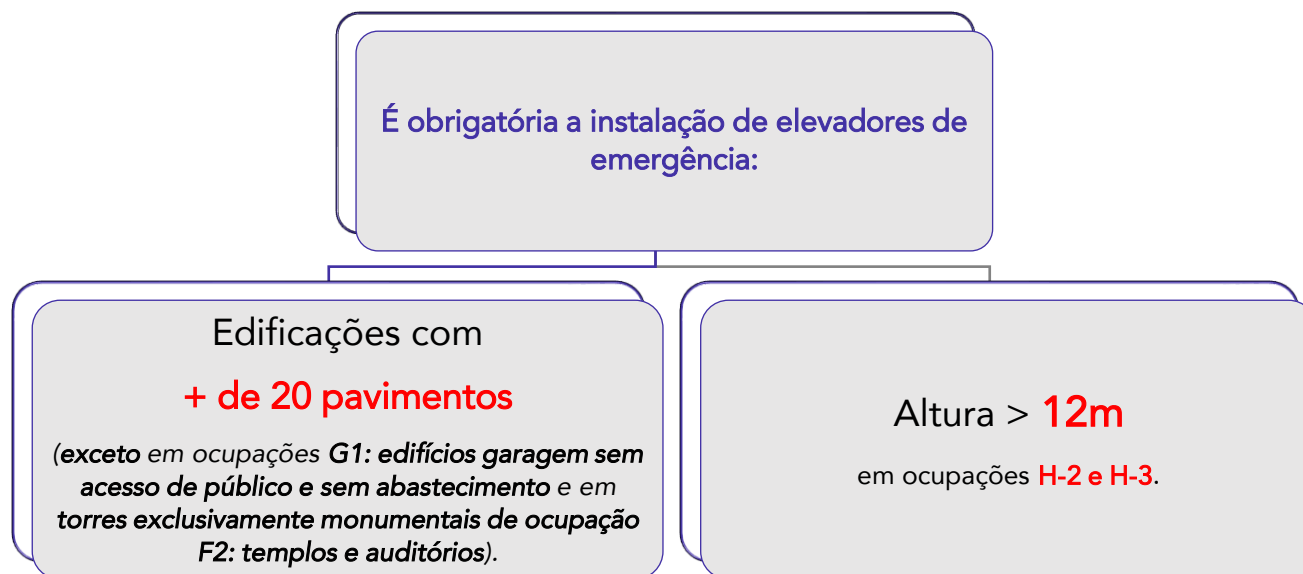 É obrigatória a instalação de elevadores de
emergência:
Edificações com
+ de 20 pavimentos
(exceto em ocupações G1: edifícios garagem sem
acesso de público e sem abastecimento e em
torres exclusivamente monumentais de ocupação
F2: templos e auditórios).
Altura > 12m
em ocupações H-2 e H-3.